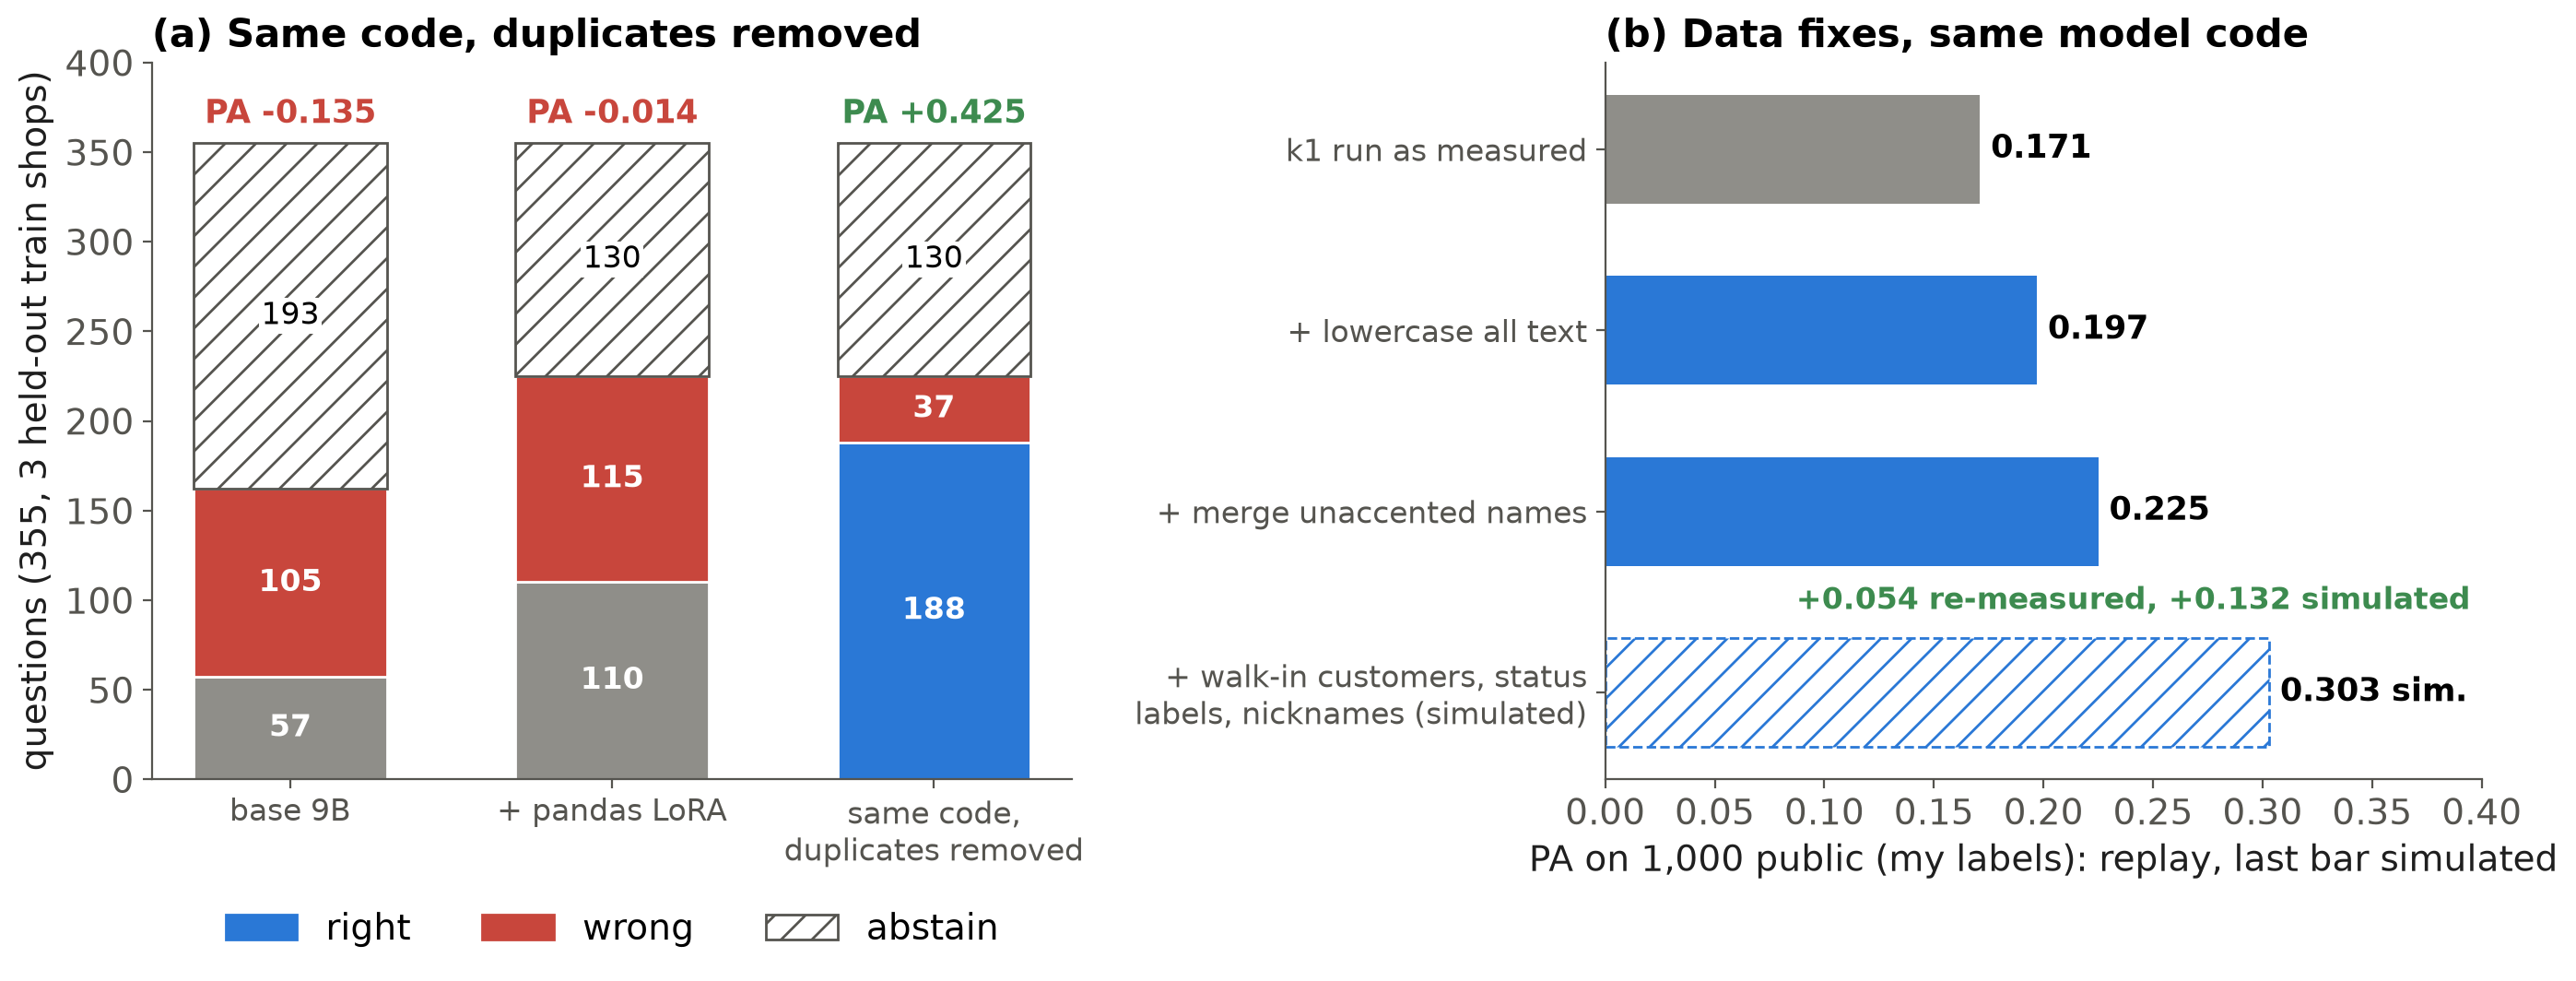 (a) Same code, duplicates removed
questions (355, 3 held-out train shops)
400
350
300
250
200
150
100
50
0
PA -0.135
PA -0.014
PA +0.425
193
105
57
130
115
110
130
37
188
base 9B
+ pandas LoRA
same code,
duplicates removed
right
wrong
abstain
(b) Data fixes, same model code
k1 run as measured
0.171
+ lowercase all text
0.197
+ merge unaccented names
0.225
+0.054 re-measured, +0.132 simulated
+ walk-in customers, status
labels, nicknames (simulated)
0.303 sim.
0.00 0.05 0.10 0.15 0.20 0.25 0.30 0.35 0.40
PA on 1,000 public (my labels): replay, last bar simulated